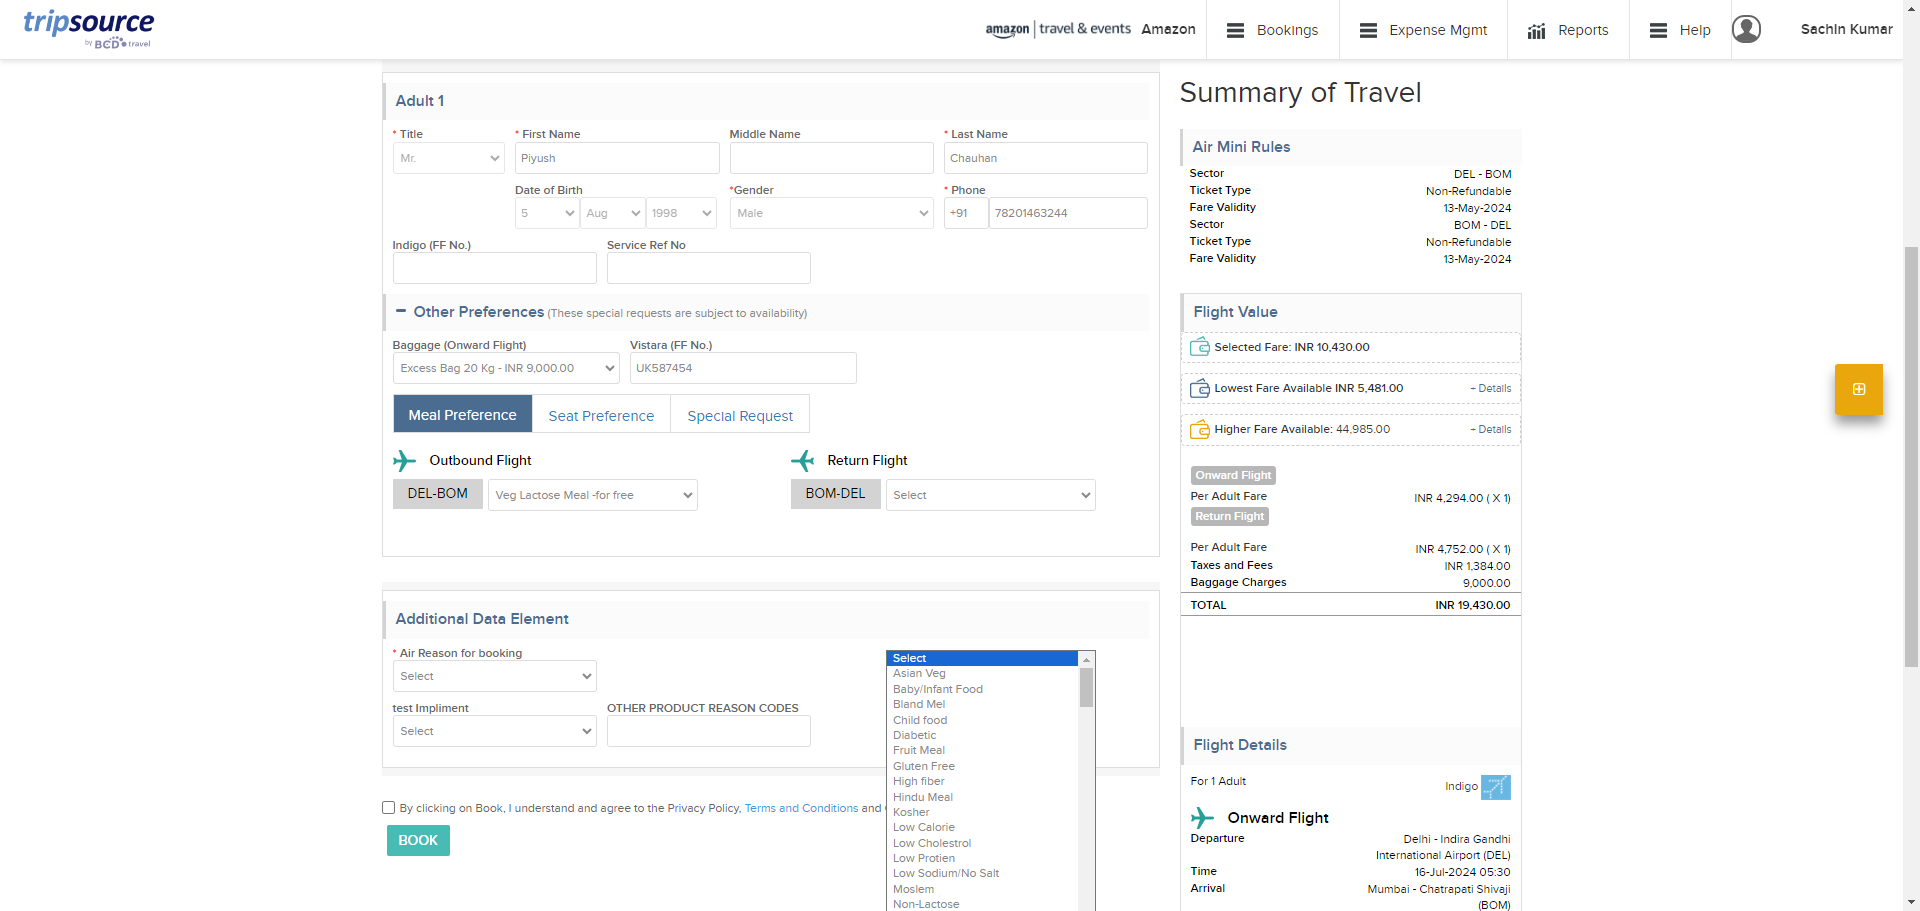 tripsource
by BCD travel
amazon | travel & events Amazon
Bookings
Expense Mgmt
Reports
Help
Sachin Kumar
Adult 1
* Title
* First Name
Middle Name
* Last Name
Mr.
Piyush
Chauhan
Date of Birth
*Gender
* Phone
5
Aug
1998
Male
+91
78201463244
Indigo (FF No.)
Service Ref No
Other Preferences (These special requests are subject to availability)
Baggage (Onward Flight)
Vistara (FF No.)
Excess Bag 20 Kg - INR 9,000.00
UK587454
Meal Preference
Seat Preference
Special Request
Outbound Flight
Return Flight
DEL-BOM
Veg Lactose Meal -for free
BOM-DEL
Select
Additional Data Element
* Air Reason for booking
Select
test Impliment
OTHER PRODUCT REASON CODES
Select
Select
Asian Veg
Baby/Infant Food
Bland Mel
Child food
Diabetic
Fruit Meal
Gluten Free
High fiber
Hindu Meal
Kosher
Low Calorie
Low Cholestrol
Low Protien
Low Sodium/No Salt
Moslem
Non-Lactose
By clicking on Book, I understand and agree to the Privacy Policy, Terms and Conditions and
BOOK
Summary of Travel
Air Mini Rules
Sector DEL - BOM
Ticket Type Non-Refundable
Fare Validity 13-May-2024
Sector BOM - DEL
Ticket Type Non-Refundable
Fare Validity 13-May-2024
Flight Value
Selected Fare: INR 10,430.00
Lowest Fare Available INR 5,481.00 + Details
Higher Fare Available: 44,985.00 + Details
Onward Flight
Per Adult Fare INR 4,294.00 ( X 1)
Return Flight
Per Adult Fare INR 4,752.00 ( X 1)
Taxes and Fees INR 1,384.00
Baggage Charges 9,000.00
TOTAL INR 19,430.00
Flight Details
For 1 Adult
Indigo
Onward Flight
Departure Delhi - Indira Gandhi
International Airport (DEL)
Time 16-Jul-2024 05:30
Arrival Mumbai - Chatrapati Shivaji
(BOM)